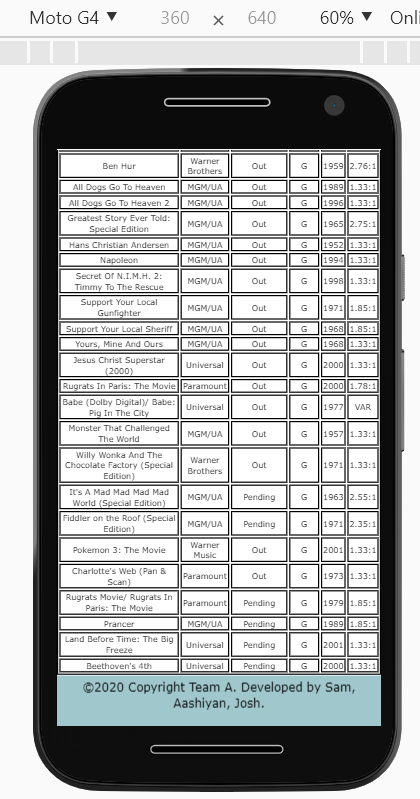 Moto G4 ▼ 360 × 640 60% ▼ Onli
Ben Hur Warner Brothers Out G 1959 2.76:1
All Dogs Go To Heaven MGM/UA Out G 1989 1.33:1
All Dogs Go To Heaven 2 MGM/UA Out G 1996 1.33:1
Greatest Story Ever Told: Special Edition MGM/UA Out G 1965 2.75:1
Hans Christian Andersen MGM/UA Out G 1952 1.33:1
Napoleon MGM/UA Out G 1994 1.33:1
Secret Of N.I.M.H. 2: Timmy To The Rescue MGM/UA Out G 1998 1.33:1
Support Your Local Gunfighter MGM/UA Out G 1971 1.85:1
Support Your Local Sheriff MGM/UA Out G 1968 1.85:1
Yours, Mine And Ours MGM/UA Out G 1968 1.33:1
Jesus Christ Superstar (2000) Universal Out G 2000 1.33:1
Rugrats In Paris: The Movie Paramount Out G 2000 1.78:1
Babe (Dolby Digital)/ Babe: Pig In The City Universal Out G 1977 VAR
Monster That Challenged The World MGM/UA Out G 1957 1.33:1
Willy Wonka And The Chocolate Factory (Special Edition) Warner Brothers Out G 1971 1.33:1
It's A Mad Mad Mad Mad World (Special Edition) MGM/UA Pending G 1963 2.55:1
Fiddler on the Roof (Special Edition) MGM/UA Pending G 1971 2.35:1
Pokemon 3: The Movie Warner Music Out G 2001 1.33:1
Charlotte's Web (Pan & Scan) Paramount Out G 1973 1.33:1
Rugrats Movie/ Rugrats In Paris: The Movie Paramount Pending G 1979 1.85:1
Prancer MGM/UA Pending G 1989 1.85:1
Land Before Time: The Big Freeze Universal Pending G 2001 1.33:1
Beethoven's 4th Universal Pending G 2000 1.33:1
©2020 Copyright Team A. Developed by Sam,
Aashiyan, Josh.